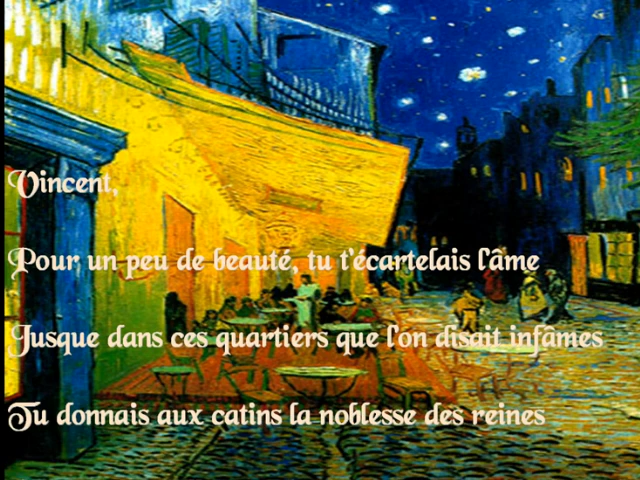 Vincent,
Pour un peu de beauté, tu t'écartelais l'âme
Jusque dans ces quartiers que l'on disait infâmes
Tu donnais aux catins la noblesse des reines